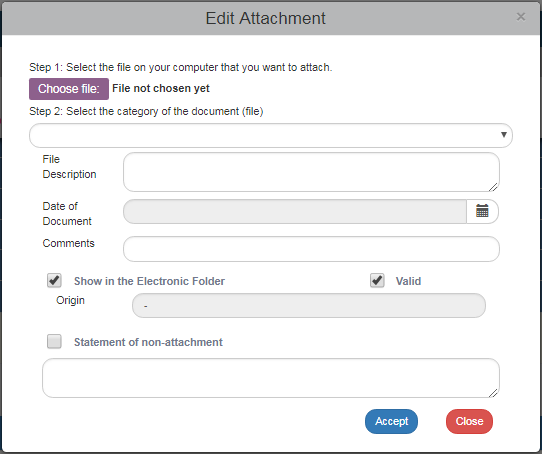 Edit Attachment ×
Step 1: Select the file on your computer that you want to attach.
Choose file: File not chosen yet
Step 2: Select the category of the document (file)
File
Description
Date of
Document
Comments
Show in the Electronic Folder Valid
Origin -
Statement of non-attachment
Accept Close